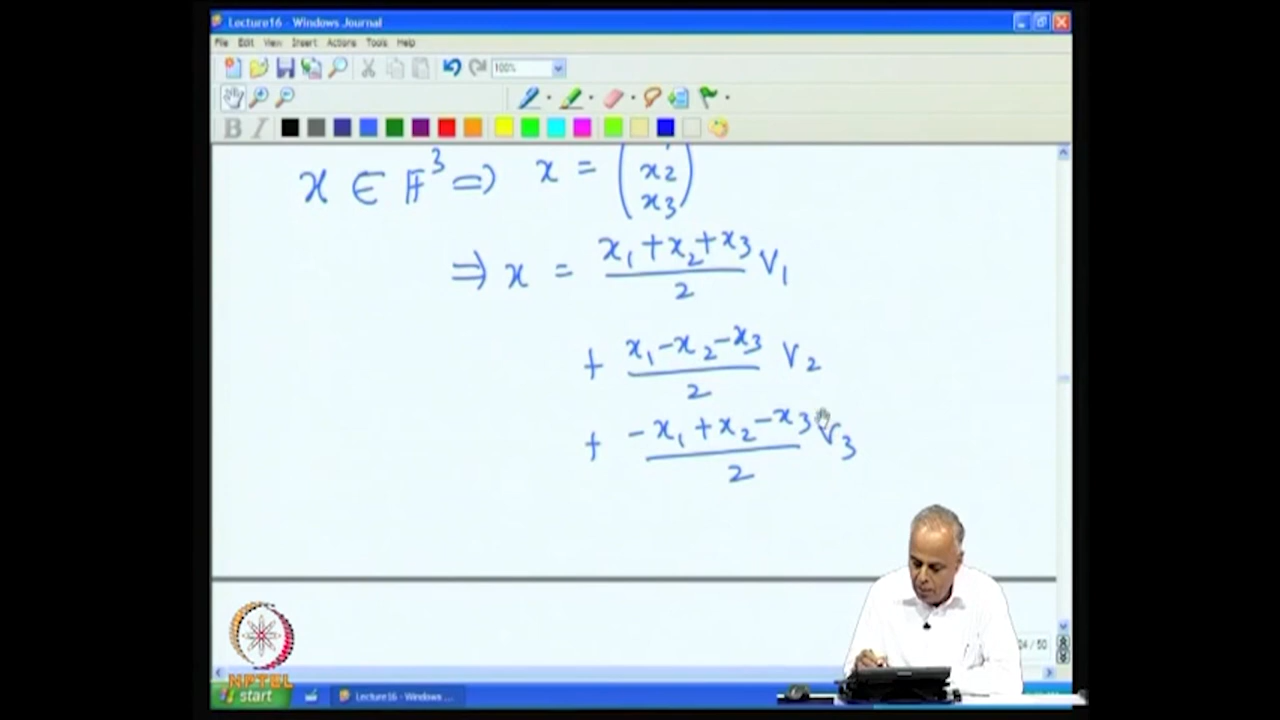 Lecture16 - Windows Journal
File Edit View Insert Actions Tools Help
100%
B I
x ∈ F³ ⇒ x = (x2
x3)
⇒ x = x₁+x₂+x3/2 V₁
+ x₁-x₂-x3/2 V₂
+ -x₁+x₂-x3/2 V3
/ 50
NPTEL
start Lecture16 - Windows ...